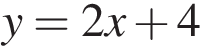 y = 2x + 4